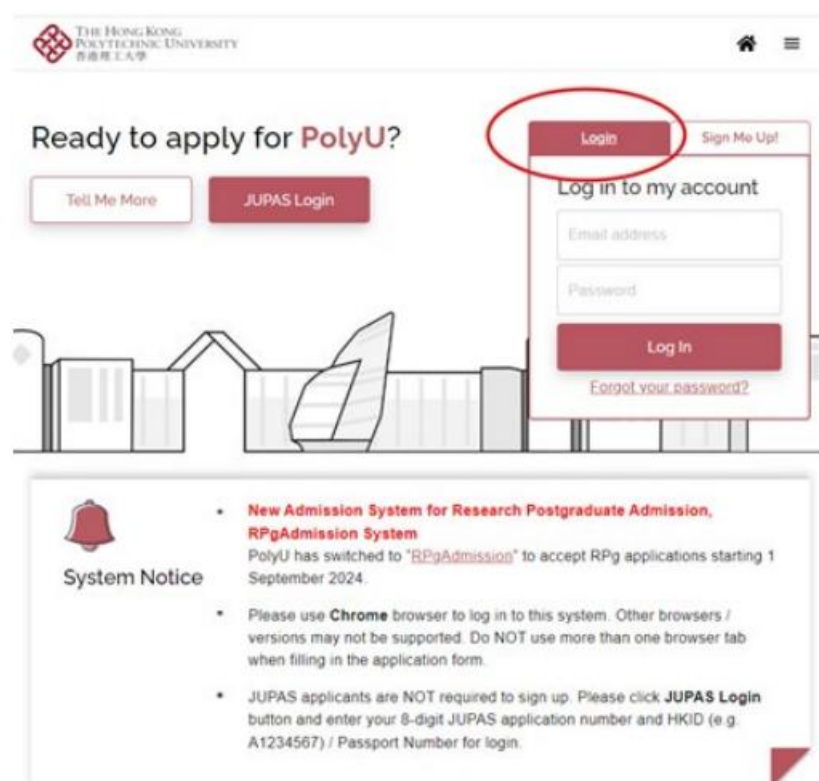 THE HONG KONG
POLYTECHNIC UNIVERSITY
香港理工大學
Ready to apply for PolyU?
Tell Me More
JUPAS Login
Login
Sign Me Up!
Log in to my account
Email address
Password
Log In
Forgot your password?
System Notice
New Admission System for Research Postgraduate Admission,
RPgAdmission System
PolyU has switched to "RPgAdmission" to accept RPg applications starting 1
September 2024.
Please use Chrome browser to log in to this system. Other browsers /
versions may not be supported. Do NOT use more than one browser tab
when filling in the application form.
JUPAS applicants are NOT required to sign up. Please click JUPAS Login
button and enter your 8-digit JUPAS application number and HKID (e.g.
A1234567) / Passport Number for login.